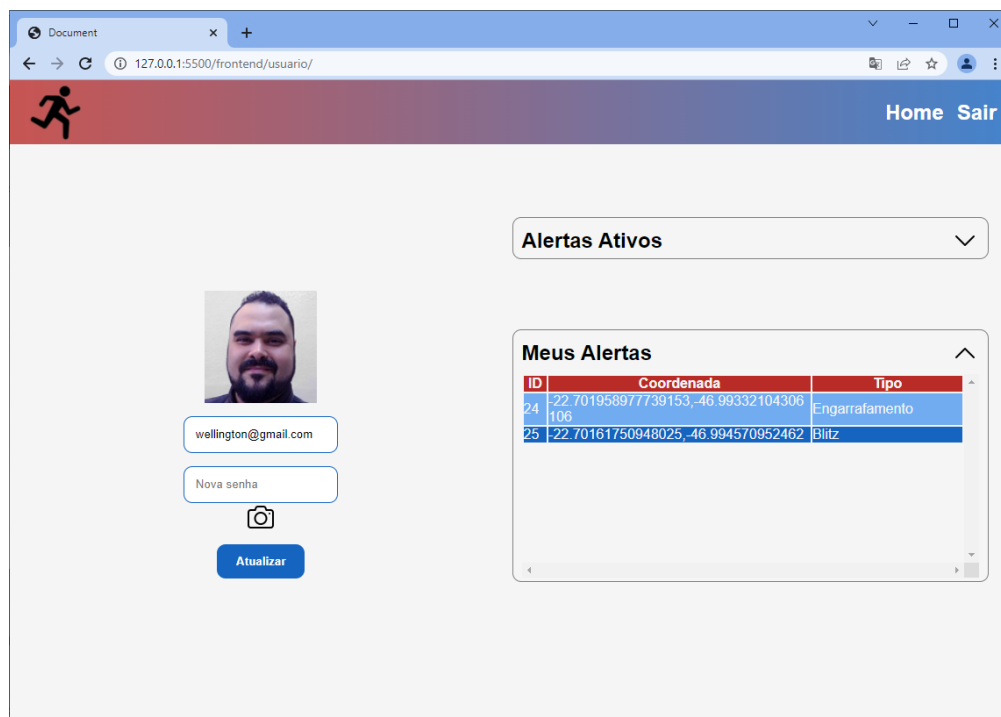 Document
127.0.0.1:5500/frontend/usuario/
Home Sair
Alertas Ativos
wellington@gmail.com
Nova senha
Atualizar
Meus Alertas
ID Coordenada Tipo
24 -22.701958977739153,-46.99332104306
106 Engarrafamento
25 -22.70161750948025,-46.994570952462 Blitz